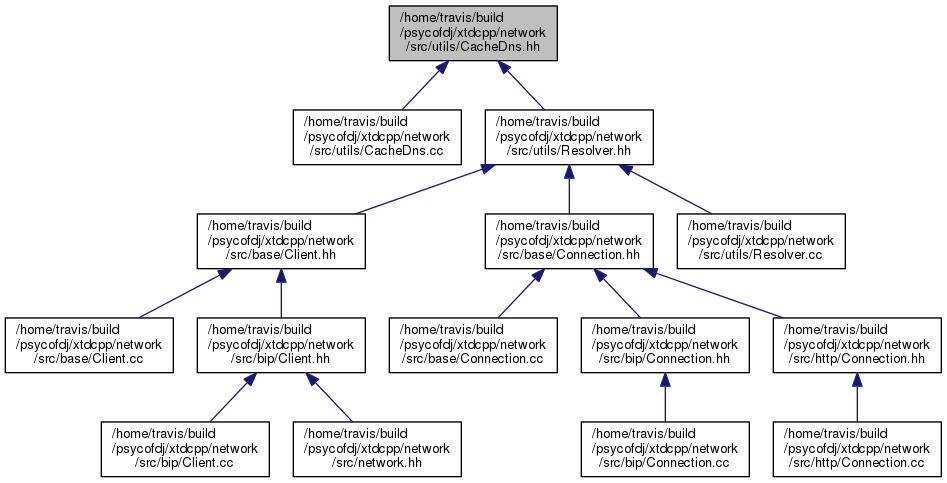 /home/travis/build
/psycofdj/xtdcpp/network
/src/utils/CacheDns.hh
/home/travis/build
/psycofdj/xtdcpp/network
/src/utils/CacheDns.cc
/home/travis/build
/psycofdj/xtdcpp/network
/src/utils/Resolver.hh
/home/travis/build
/psycofdj/xtdcpp/network
/src/base/Client.hh
/home/travis/build
/psycofdj/xtdcpp/network
/src/base/Connection.hh
/home/travis/build
/psycofdj/xtdcpp/network
/src/utils/Resolver.cc
/home/travis/build
/psycofdj/xtdcpp/network
/src/base/Client.cc
/home/travis/build
/psycofdj/xtdcpp/network
/src/bip/Client.hh
/home/travis/build
/psycofdj/xtdcpp/network
/src/base/Connection.cc
/home/travis/build
/psycofdj/xtdcpp/network
/src/bip/Connection.hh
/home/travis/build
/psycofdj/xtdcpp/network
/src/http/Connection.hh
/home/travis/build
/psycofdj/xtdcpp/network
/src/bip/Client.cc
/home/travis/build
/psycofdj/xtdcpp/network
/src/network.hh
/home/travis/build
/psycofdj/xtdcpp/network
/src/bip/Connection.cc
/home/travis/build
/psycofdj/xtdcpp/network
/src/http/Connection.cc